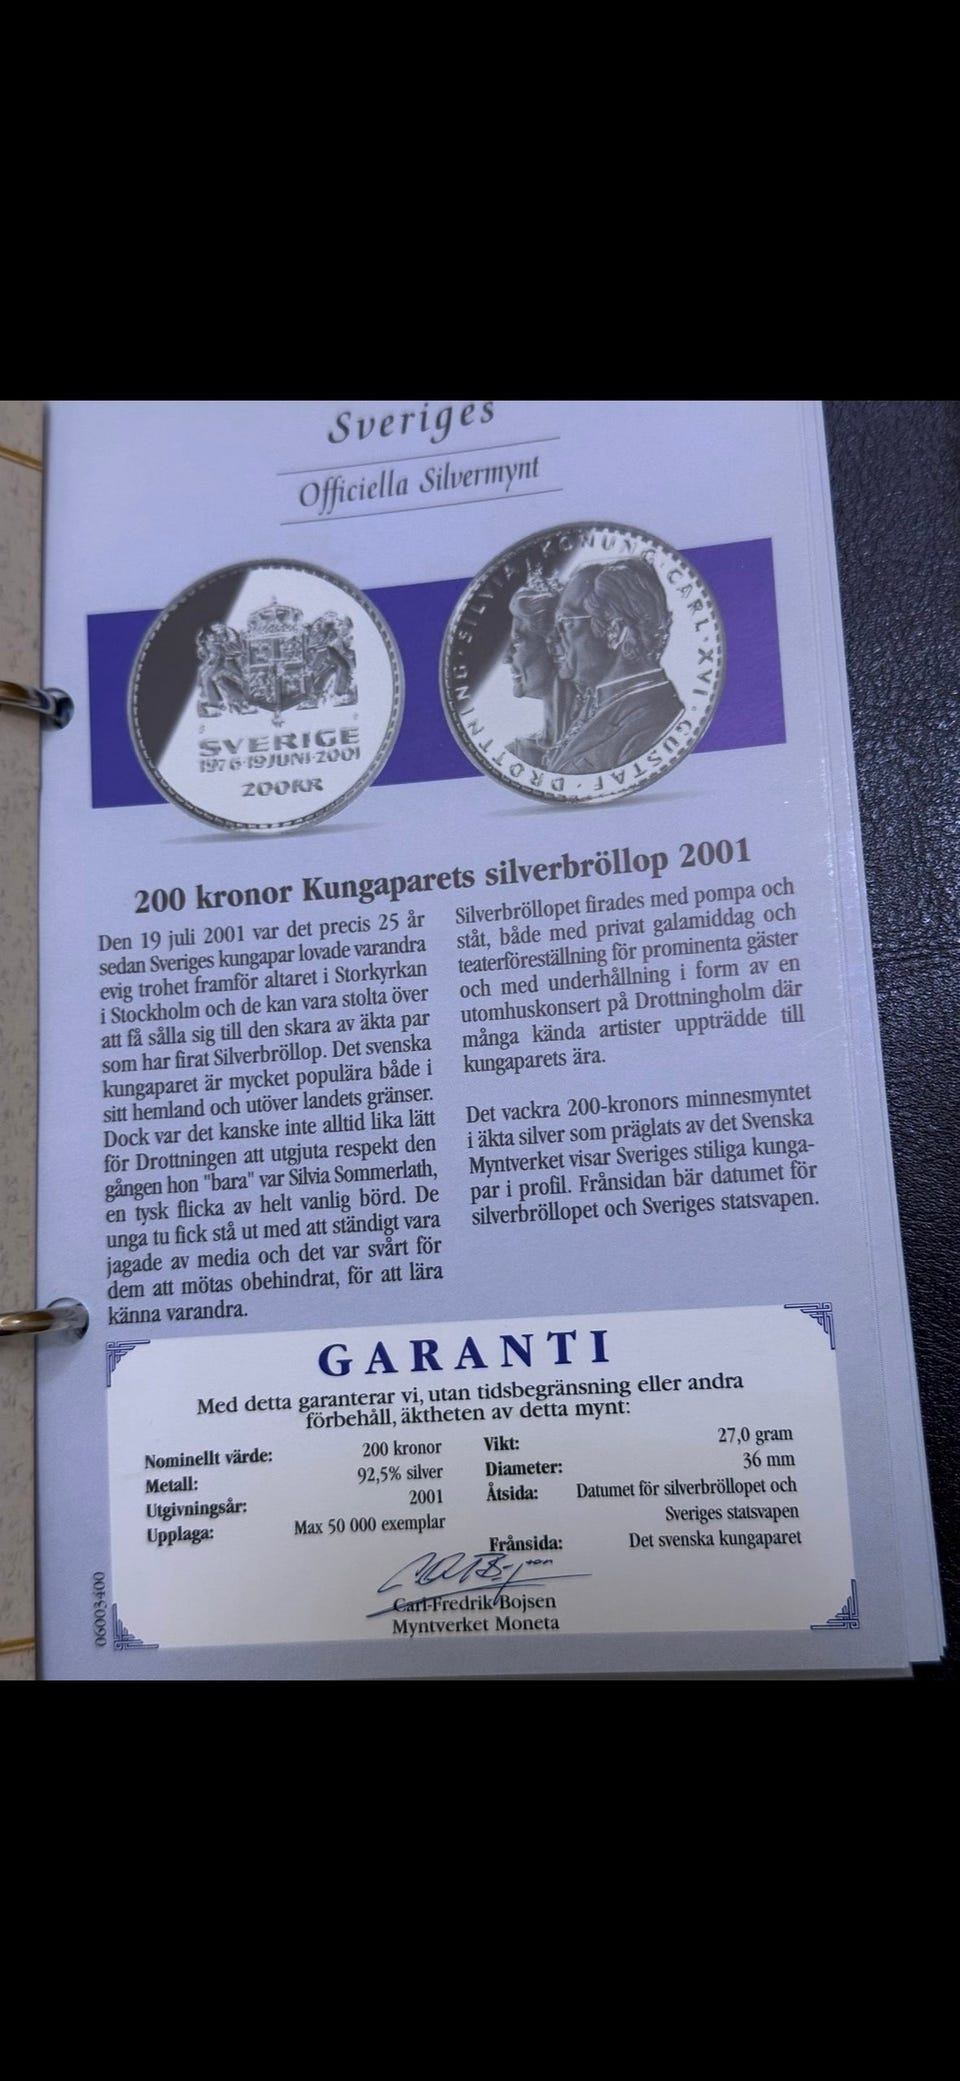 Sveriges
Officiella Silvermynt
SVERIGE
1976·19 JUNI·2001
200 KR
DROTTNING·SILVIA / KONUNG·CARL·XVI·GUSTAF·
200 kronor Kungaparets silverbröllop 2001
Den 19 juli 2001 var det precis 25 år
sedan Sveriges kungapar lovade varandra
evig trohet framför altaret i Storkyrkan
i Stockholm och de kan vara stolta över
att få sålla sig till den skara av äkta par
som har firat Silverbröllop. Det svenska
kungaparet är mycket populära både i
sitt hemland och utöver landets gränser.
Dock var det kanske inte alltid lika lätt
för Drottningen att utgjuta respekt den
gången hon "bara" var Silvia Sommerlath,
en tysk flicka av helt vanlig börd. De
unga tu fick stå ut med att ständigt vara
jagade av media och det var svårt för
dem att mötas obehindrat, för att lära
känna varandra.
Silverbröllopet firades med pompa och
ståt, både med privat galamiddag och
teaterföreställning för prominenta gäster
och med underhållning i form av en
utomhuskonsert på Drottningholm där
många kända artister uppträdde till
kungaparets ära.
Det vackra 200-kronors minnesmyntet
i äkta silver som präglats av det Svenska
Myntverket visar Sveriges stiliga kunga-
par i profil. Frånsidan bär datumet för
silverbröllopet och Sveriges statsvapen.
GARANTI
Med detta garanterar vi, utan tidsbegränsning eller andra
förbehåll, äktheten av detta mynt:
Nominellt värde: 200 kronor
Metall: 92,5% silver
Utgivningsår: 2001
Upplaga: Max 50 000 exemplar
Vikt: 27,0 gram
Diameter: 36 mm
Åtsida: Datumet för silverbröllopet och
Sveriges statsvapen
Frånsida: Det svenska kungaparet
Carl-Fredrik Bojsen
Myntverket Moneta
06003400